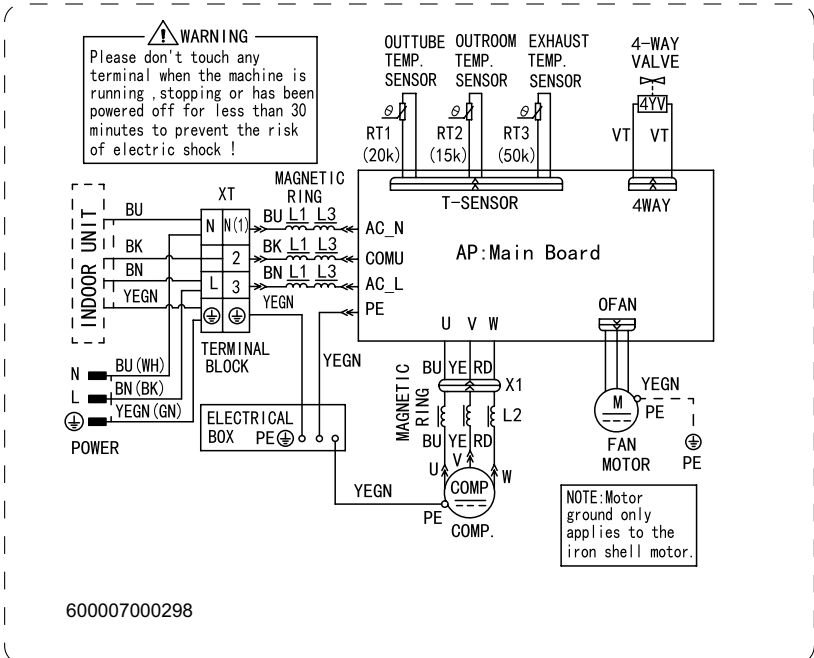 WARNING
Please don't touch any
terminal when the machine is
running ,stopping or has been
powered off for less than 30
minutes to prevent the risk
of electric shock !
OUTTUBE OUTROOM EXHAUST
TEMP. TEMP. TEMP.
SENSOR SENSOR SENSOR
4-WAY
VALVE
θ θ θ 4YV
RT1 RT2 RT3 VT VT
(20k) (15k) (50k)
T-SENSOR 4WAY
AP:Main Board
MAGNETIC
RING
XT
INDOOR UNIT
BU N N(1) BU L1 L3 AC_N
BK 2 BK L1 L3 COMU
BN L 3 BN L1 L3 AC_L
YEGN YEGN PE
TERMINAL
BLOCK
YEGN
N BU(WH)
L BN(BK)
YEGN(GN)
POWER
ELECTRICAL
BOX PE
U V W
BU YE RD
X1
MAGNETIC
RING
L2
BU YE RD
U V W
COMP
YEGN
PE
COMP.
OFAN
M
YEGN
PE
FAN
MOTOR
PE
NOTE:Motor
ground only
applies to the
iron shell motor.
600007000298